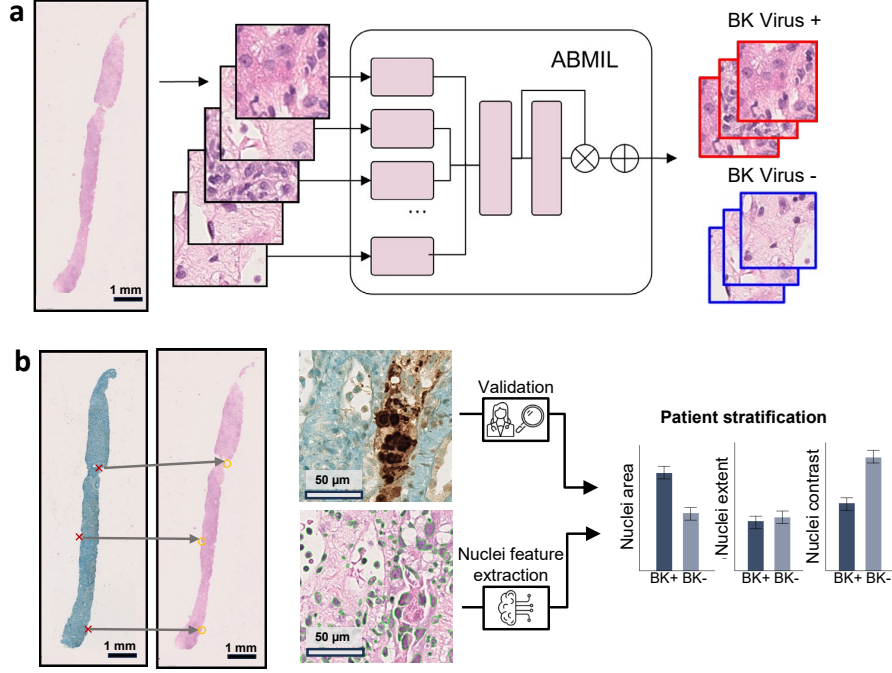 a
1 mm
...
ABMIL
BK Virus +
BK Virus -
b
1 mm
1 mm
50 µm
50 µm
Validation
Nuclei feature
extraction
Patient stratification
Nuclei area
BK+ BK-
Nuclei extent
BK+ BK-
Nuclei contrast
BK+ BK-